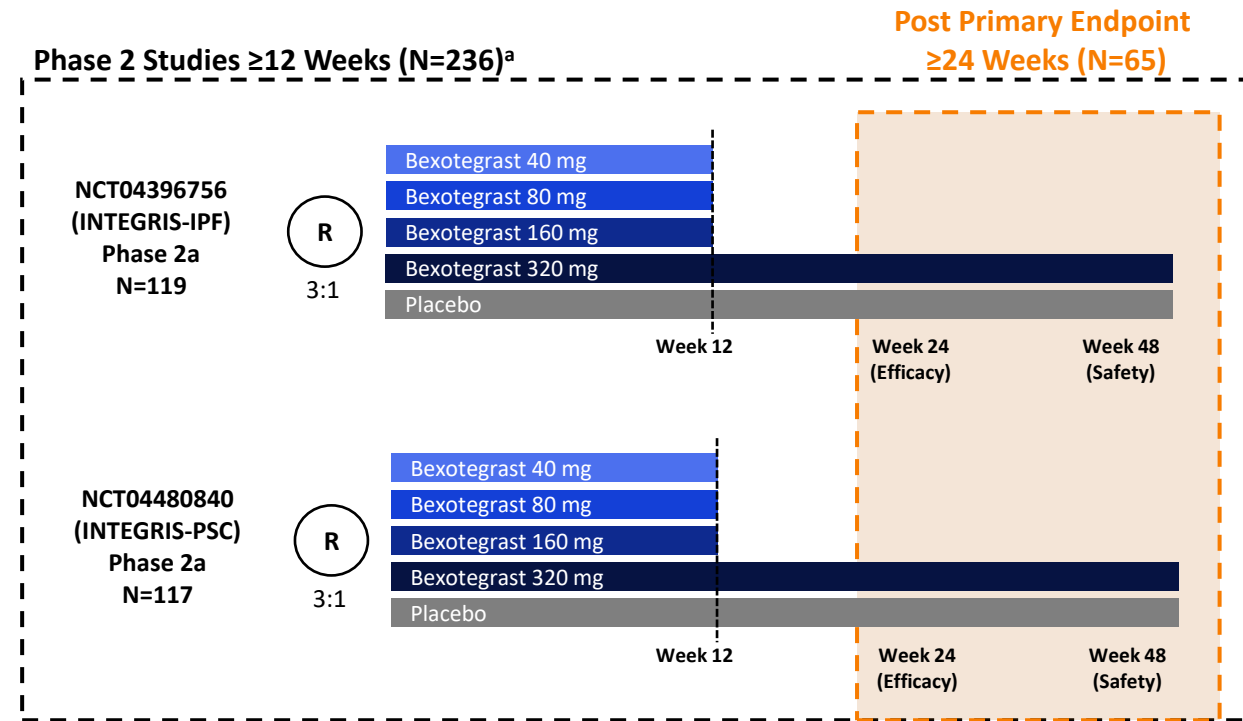 Post Primary Endpoint
≥24 Weeks (N=65)
Phase 2 Studies ≥12 Weeks (N=236)ᵃ
NCT04396756
(INTEGRIS-IPF)
Phase 2a
N=119
R
3:1
Bexotegrast 40 mg
Bexotegrast 80 mg
Bexotegrast 160 mg
Bexotegrast 320 mg
Placebo
Week 12
Week 24
(Efficacy)
Week 48
(Safety)
NCT04480840
(INTEGRIS-PSC)
Phase 2a
N=117
R
3:1
Bexotegrast 40 mg
Bexotegrast 80 mg
Bexotegrast 160 mg
Bexotegrast 320 mg
Placebo
Week 12
Week 24
(Efficacy)
Week 48
(Safety)